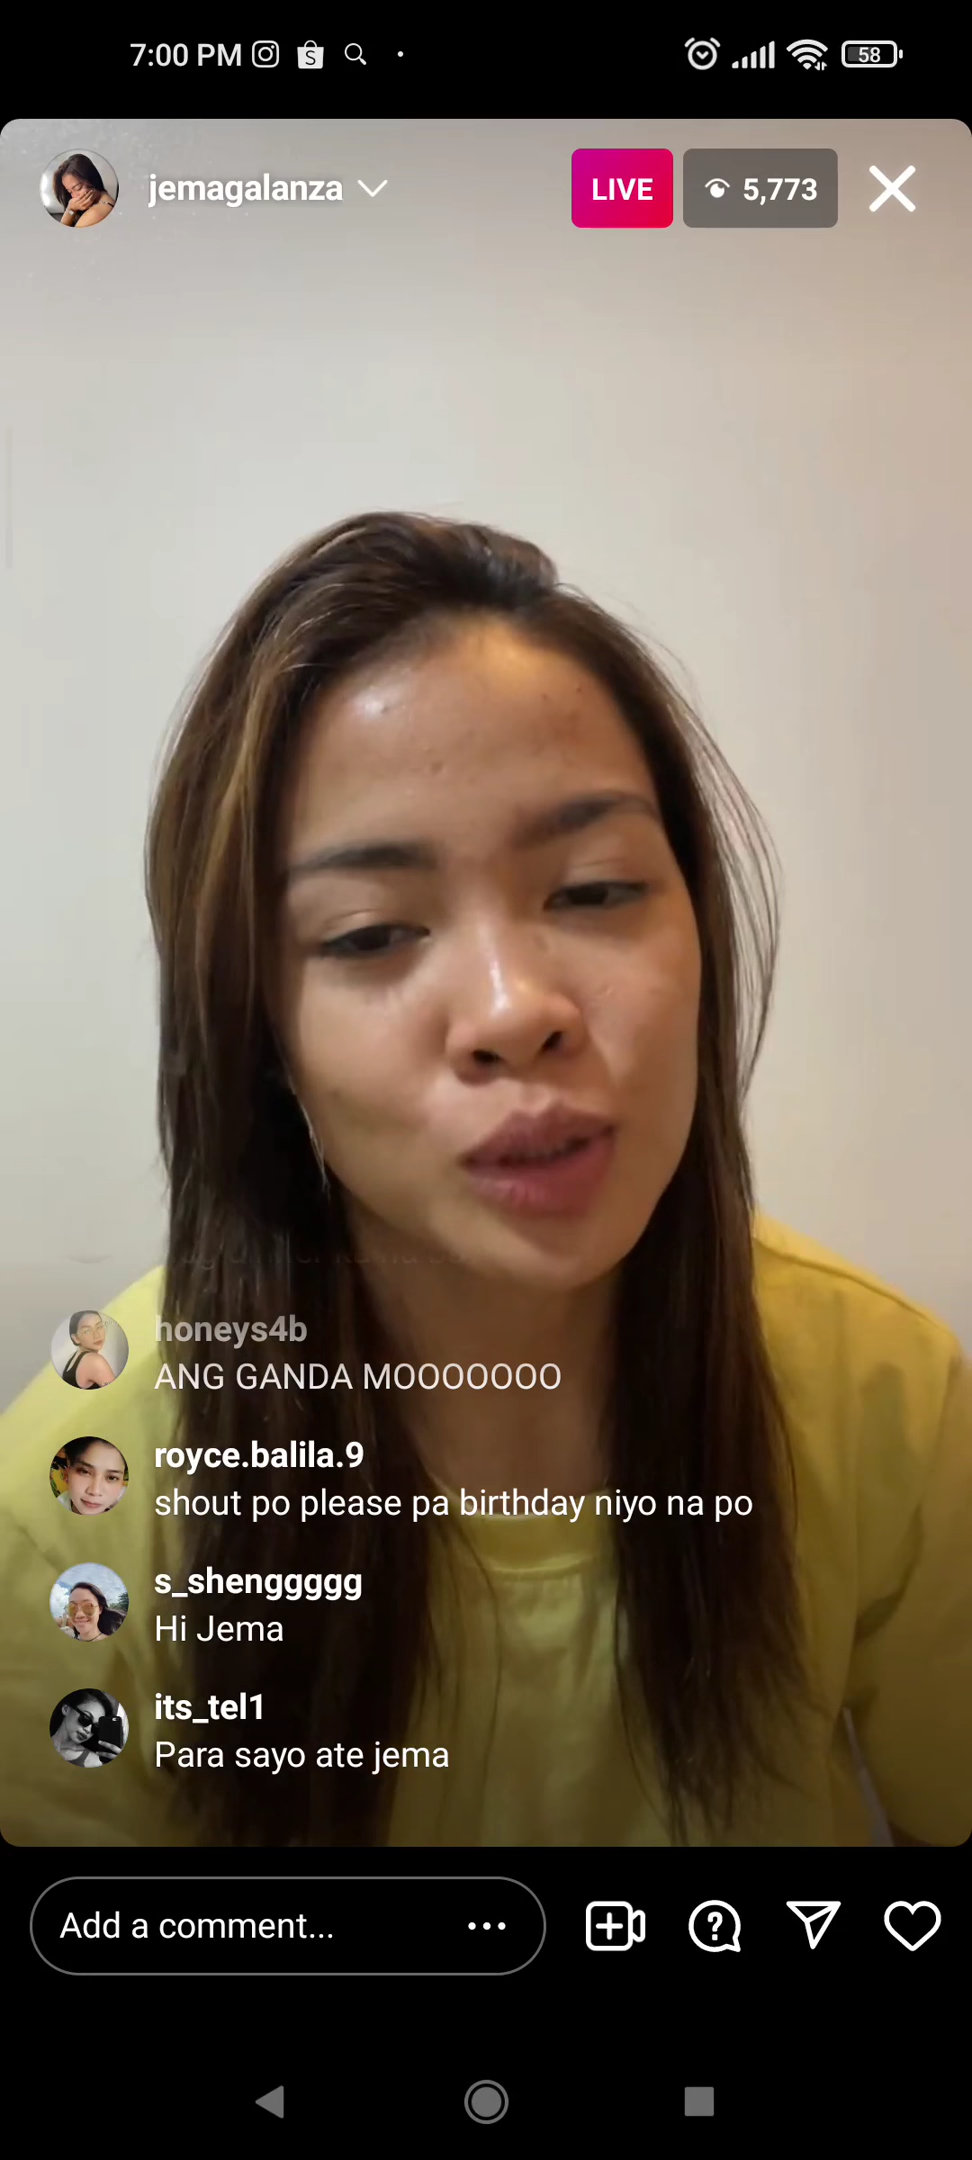 7:00 PM
58
jemagalanza
LIVE
5,773
honeys4b
ANG GANDA MOOOOOOO
royce.balila.9
shout po please pa birthday niyo na po
s_shenggggg
Hi Jema
its_tel1
Para sayo ate jema
Add a comment...